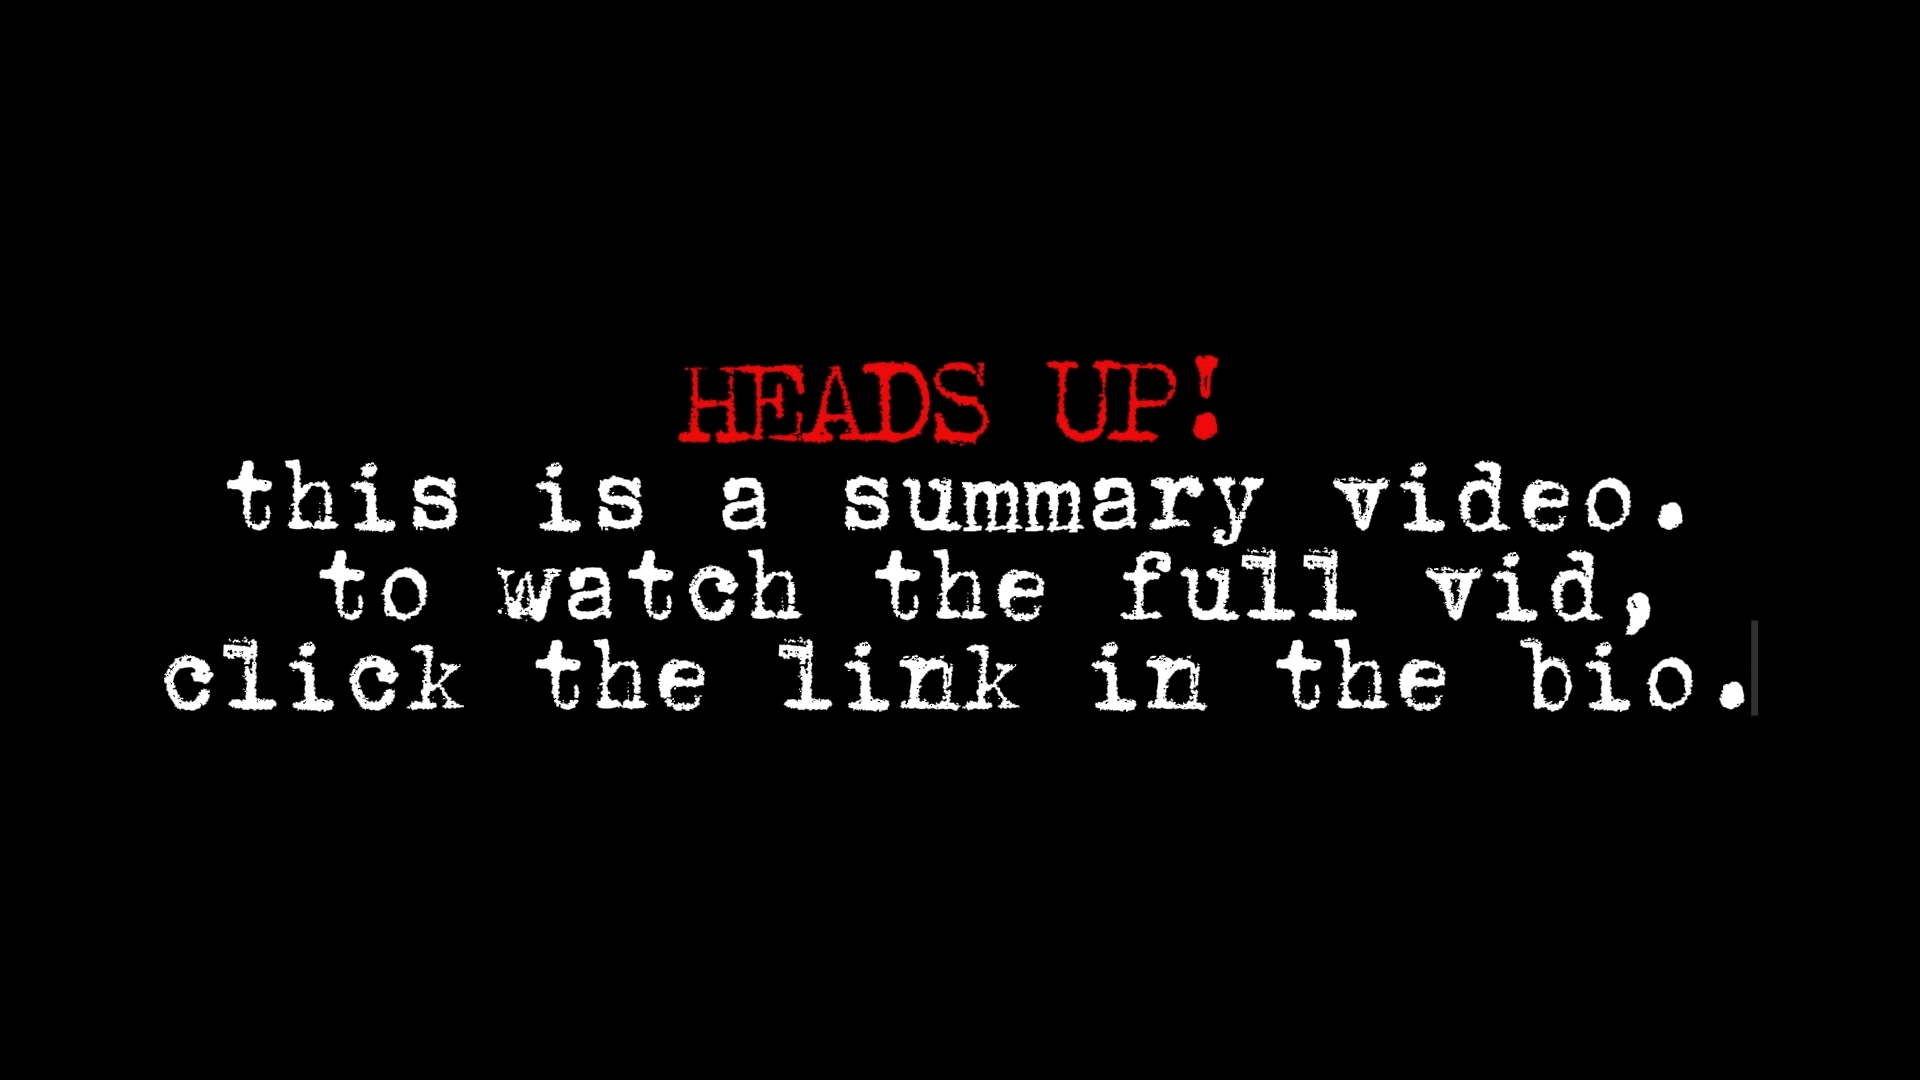 HEADS UP!
this is a summary video.
to watch the full vid,
click the link in the bio.